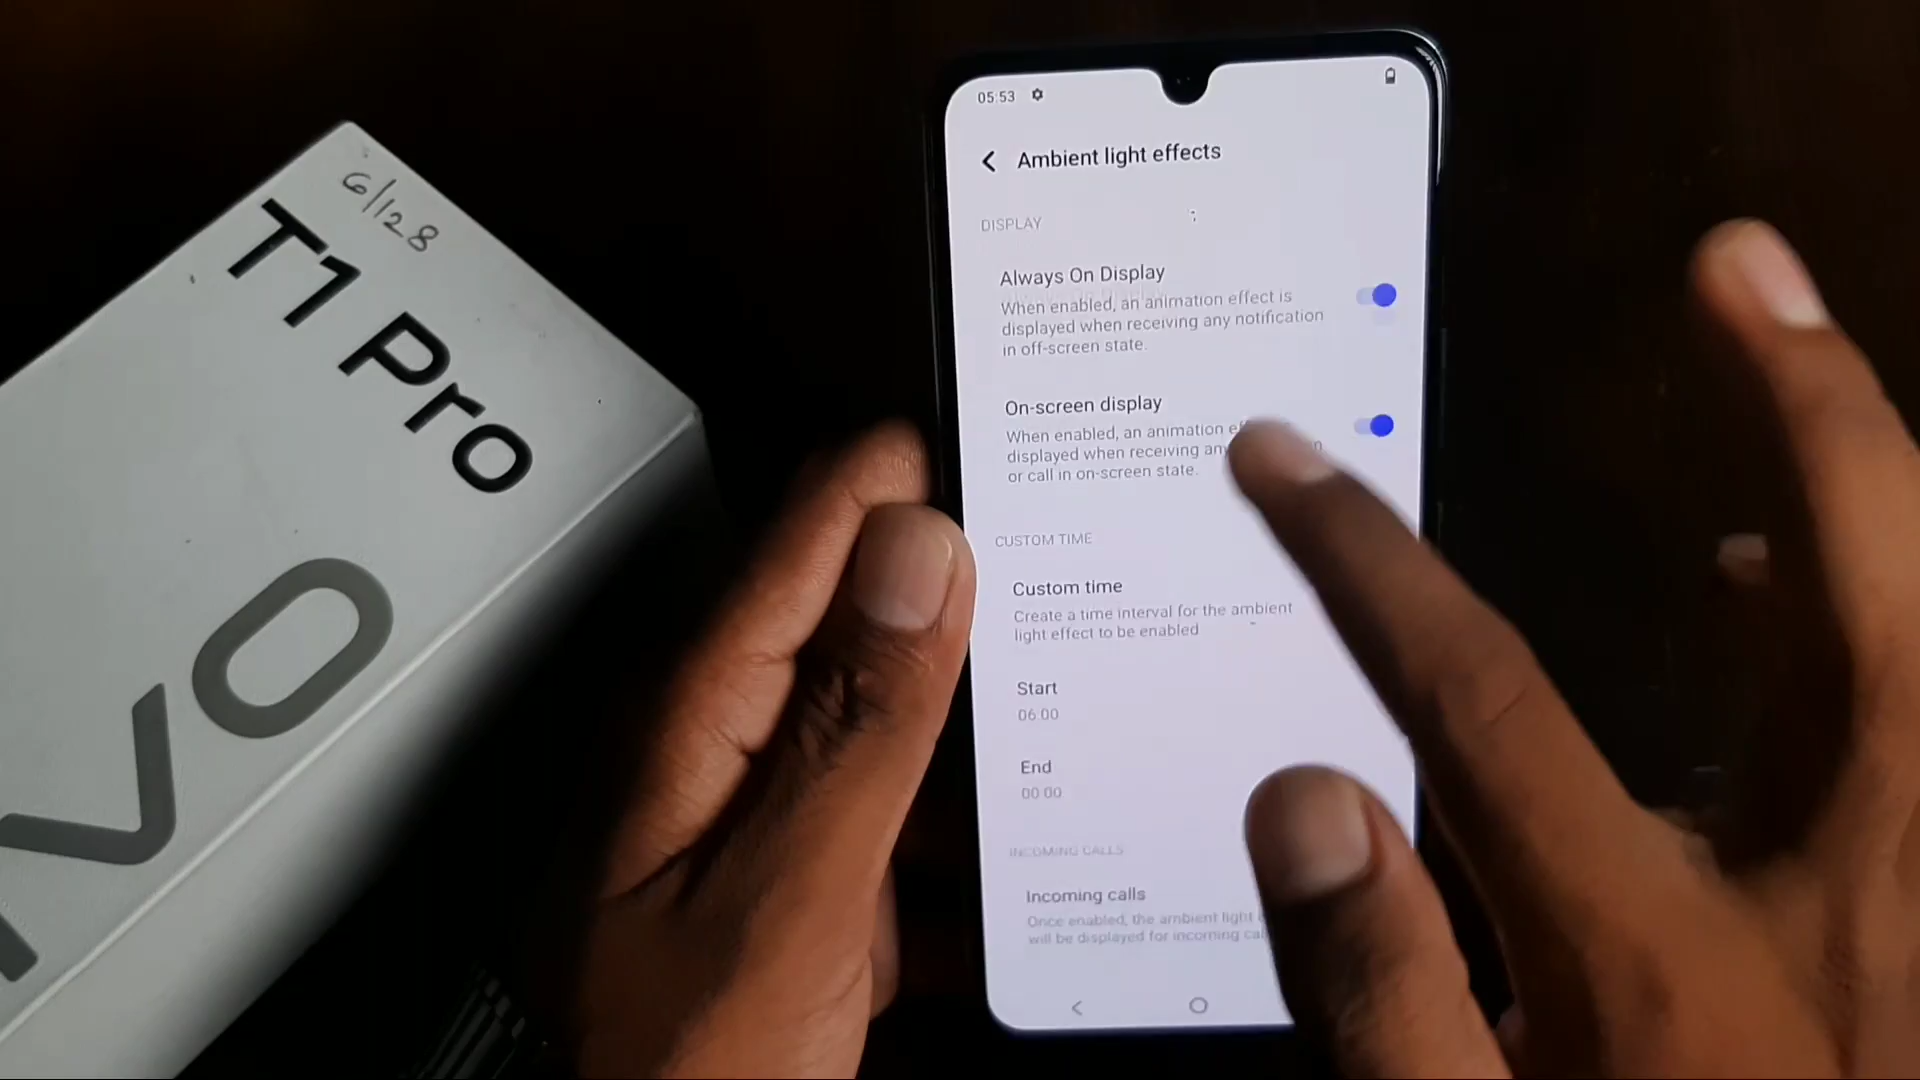 6/128
T1 Pro
vivo
05:53
Ambient light effects
DISPLAY
Always On Display
When enabled, an animation effect is
displayed when receiving any notification
in off-screen state.
On-screen display
When enabled, an animation
displayed when receiving any
or call in on-screen state.
CUSTOM TIME
Custom time
Create a time interval for the ambient
light effect to be enabled
Start
06:00
End
00:00
INCOMING CALLS
Incoming calls
Once enabled, the ambient light
will be displayed for incoming